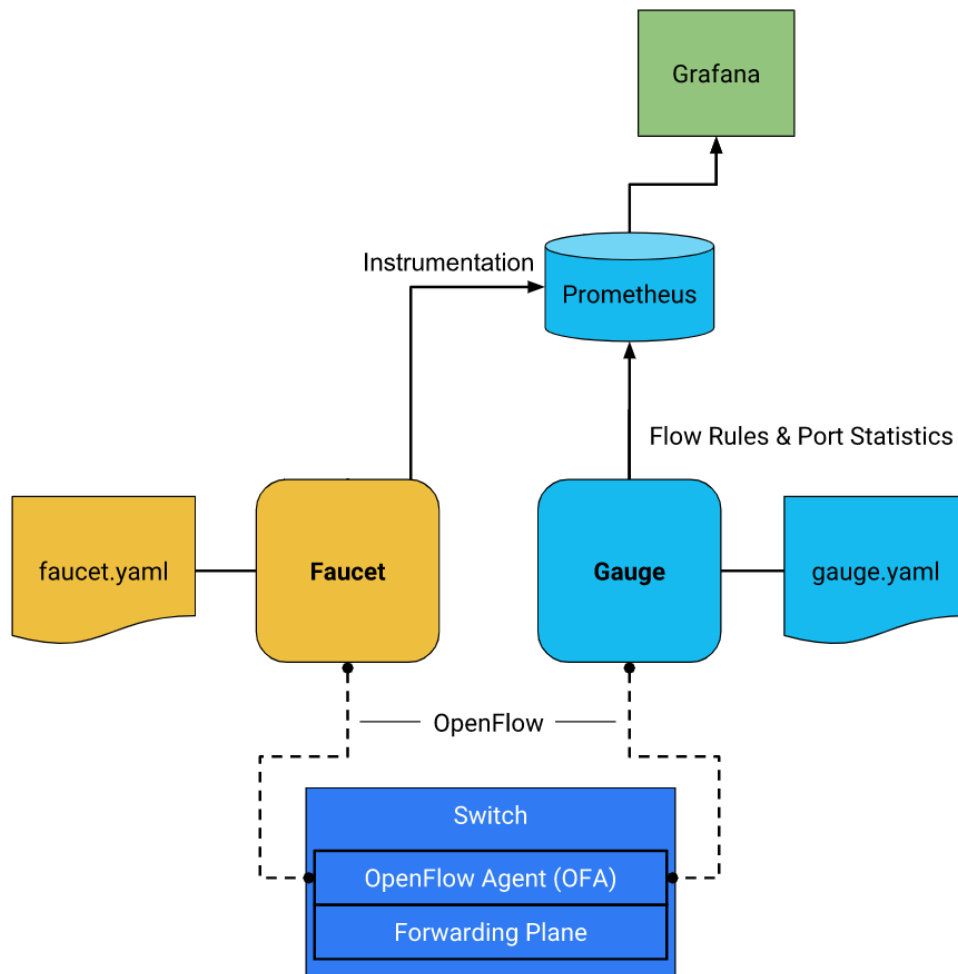 Grafana
Instrumentation
Prometheus
Flow Rules & Port Statistics
faucet.yaml
Faucet
Gauge
gauge.yaml
OpenFlow
Switch
OpenFlow Agent (OFA)
Forwarding Plane